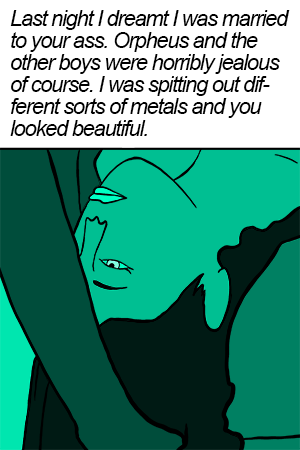 Last night I dreamt I was married
to your ass. Orpheus and the
other boys were horribly jealous
of course. I was spitting out dif-
ferent sorts of metals and you
looked beautiful.